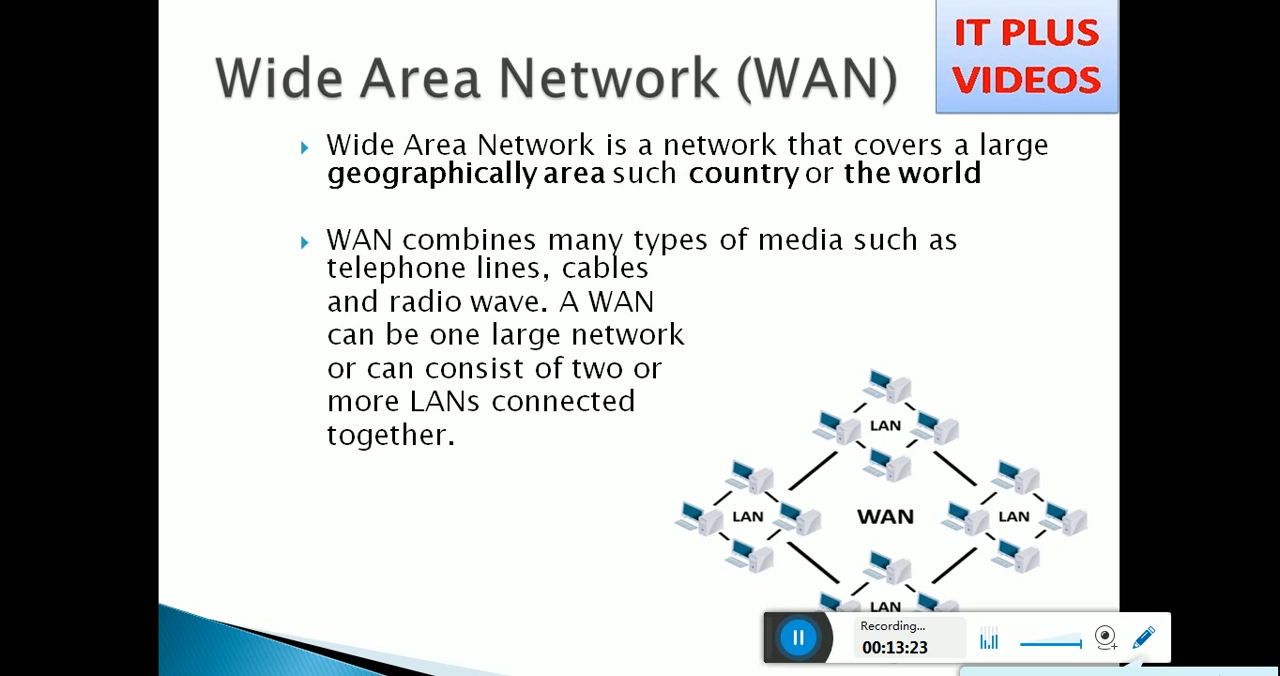 IT PLUS
VIDEOS
Wide Area Network (WAN)
Wide Area Network is a network that covers a large
geographically area such country or the world
WAN combines many types of media such as
telephone lines, cables
and radio wave. A WAN
can be one large network
or can consist of two or
more LANs connected
together.
LAN
LAN
WAN
LAN
LAN
Recording...
00:13:23